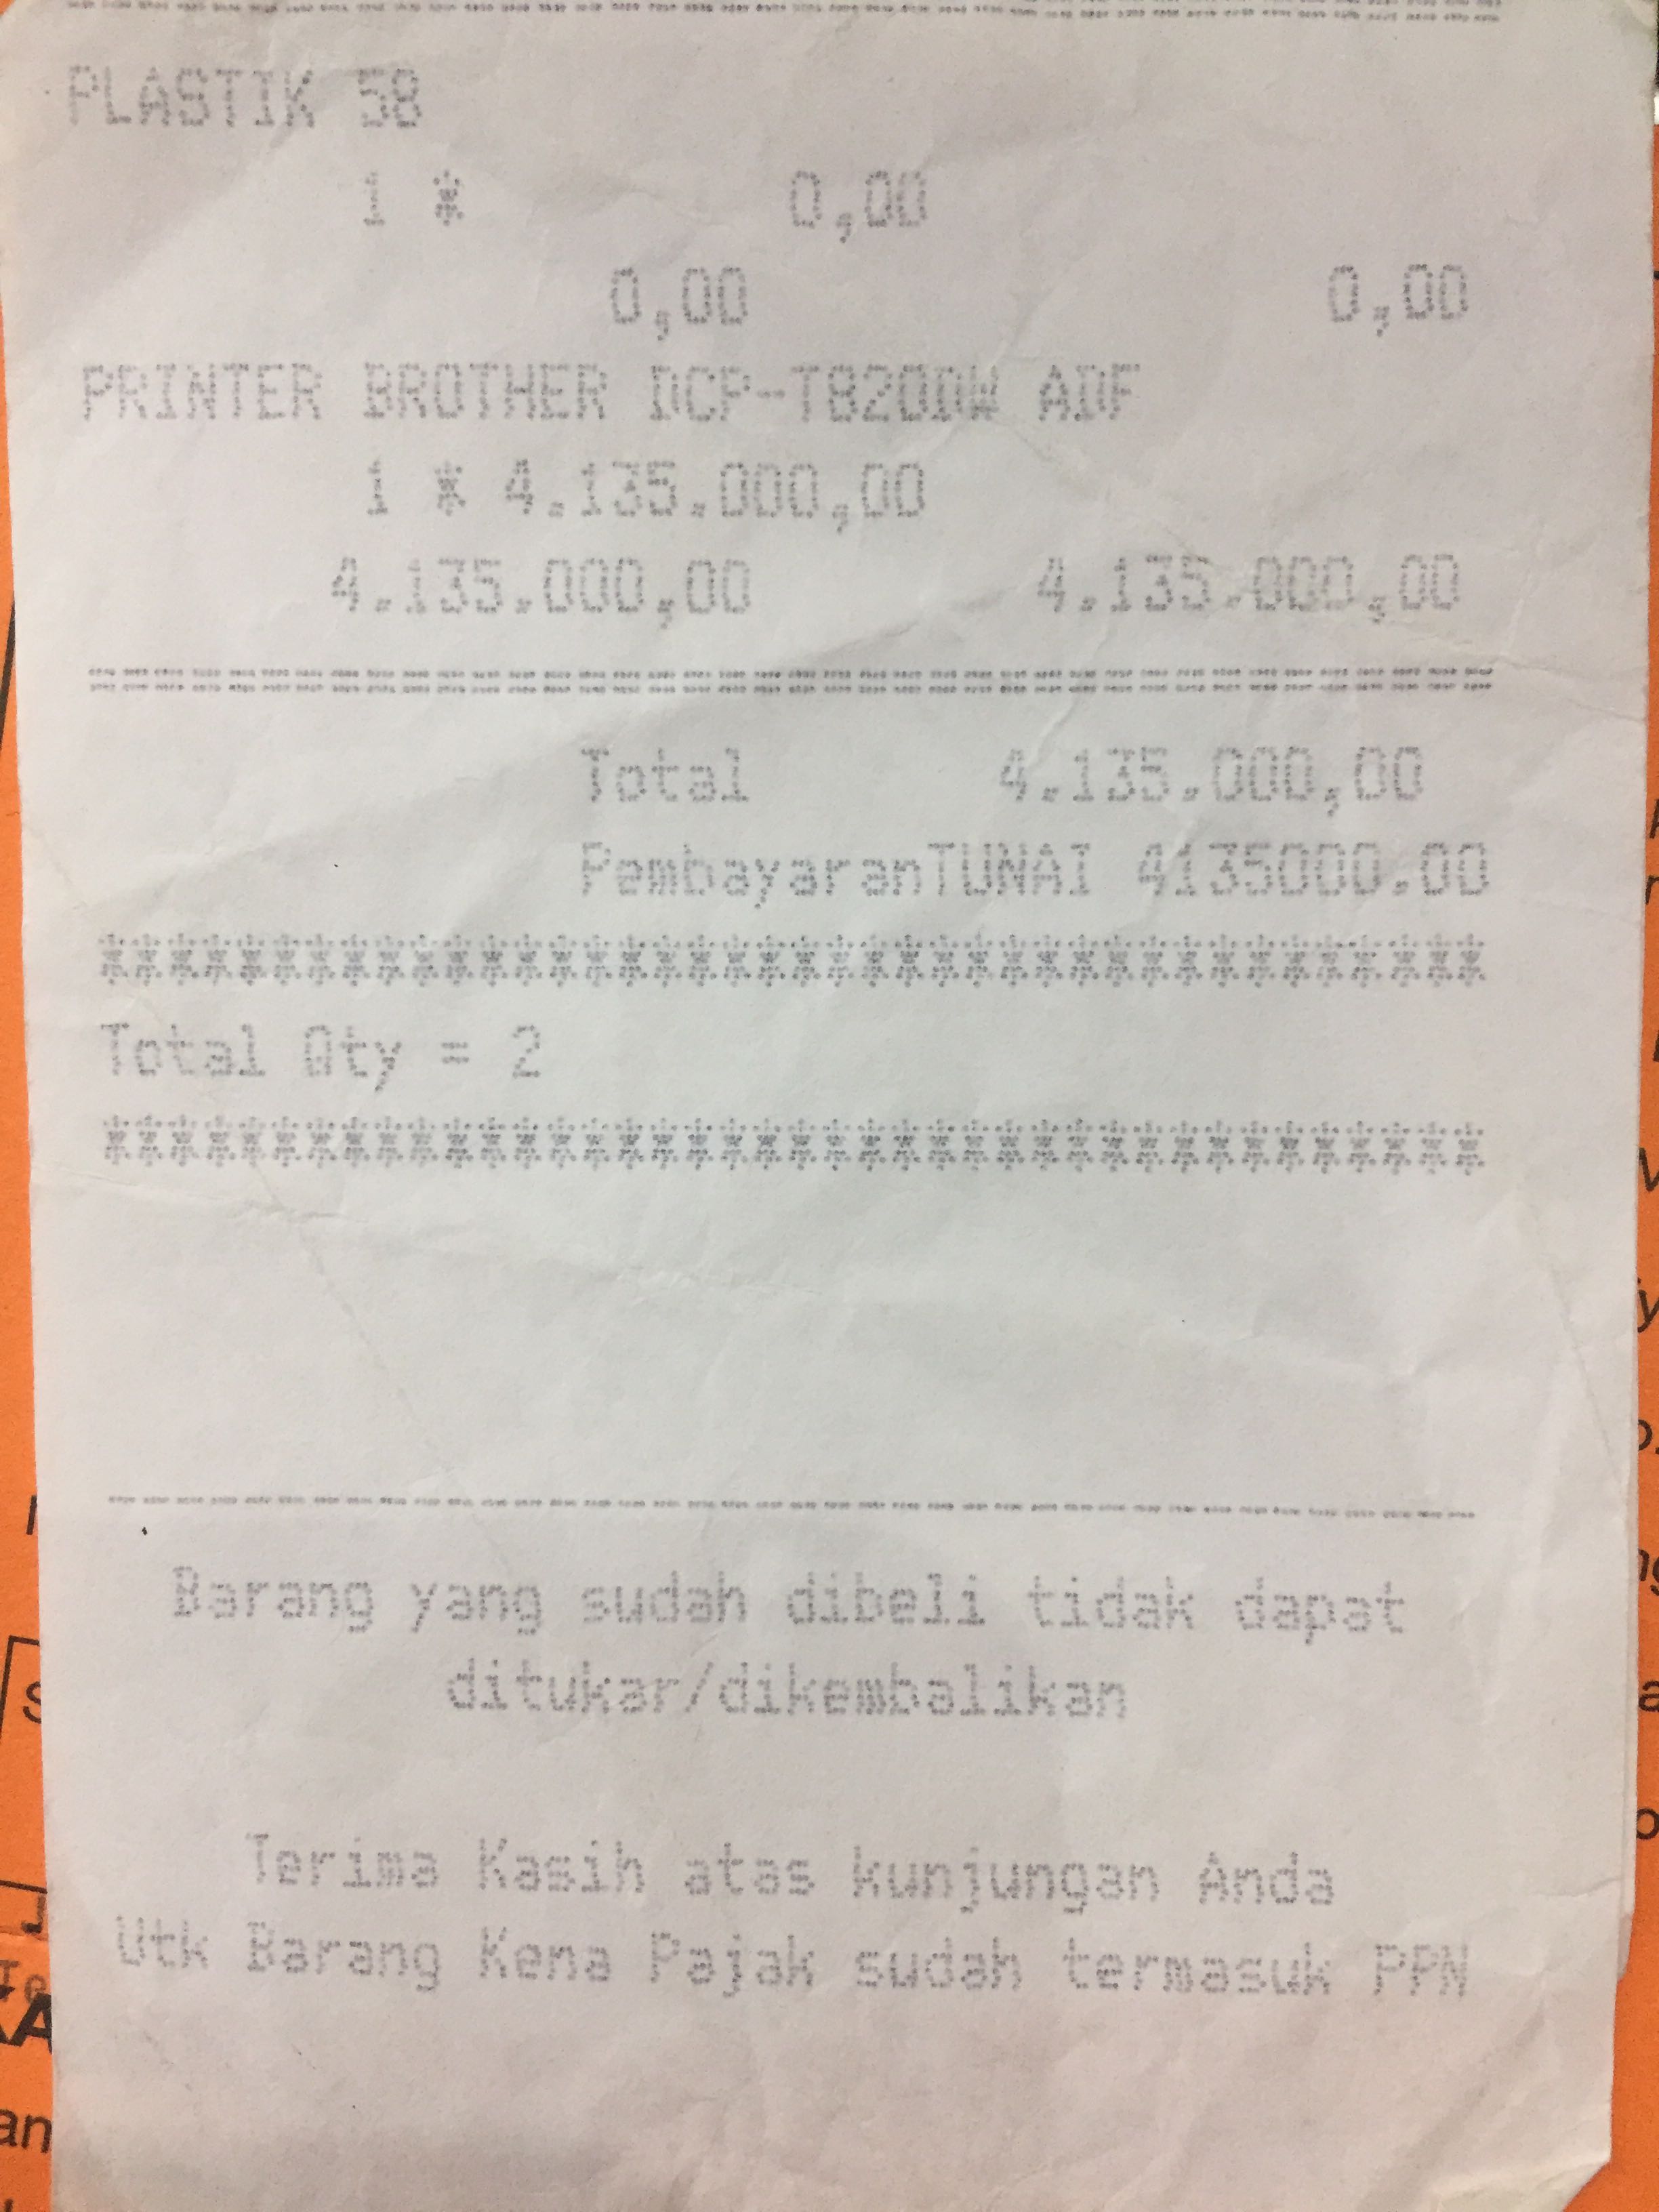 PLASTIK 38
1 * 0,00
0,00 0,00
PRINTER BROTHER DCP-T820DW ADF
1 * 4.135.000,00
4.135.000,00 4.135.000,00
========================================
Total 4.135.000,00
PembayaranTUNAI 4135000.00
****************************************
Total Qty = 2
****************************************
----------------------------------------
Barang yang sudah dibeli tidak dapat
ditukar/dikembalikan
Terima Kasih atas kunjungan Anda
Utk Barang Kena Pajak sudah termasuk PPN